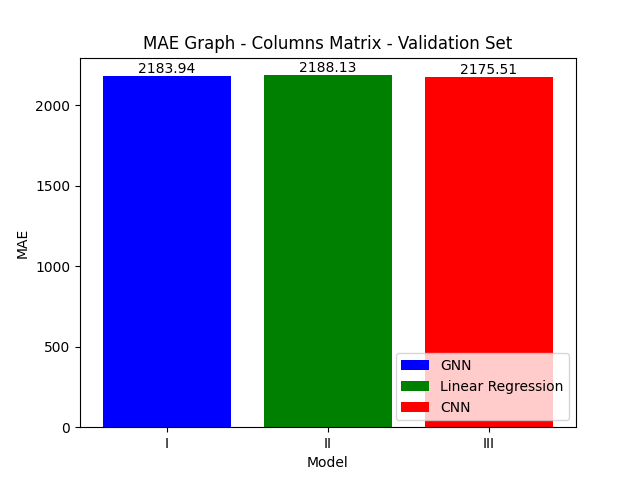 MAE Graph - Columns Matrix - Validation Set
2183.94
2188.13
2175.51
2000
1500
1000
500
0
MAE
GNN
Linear Regression
CNN
I
II
III
Model